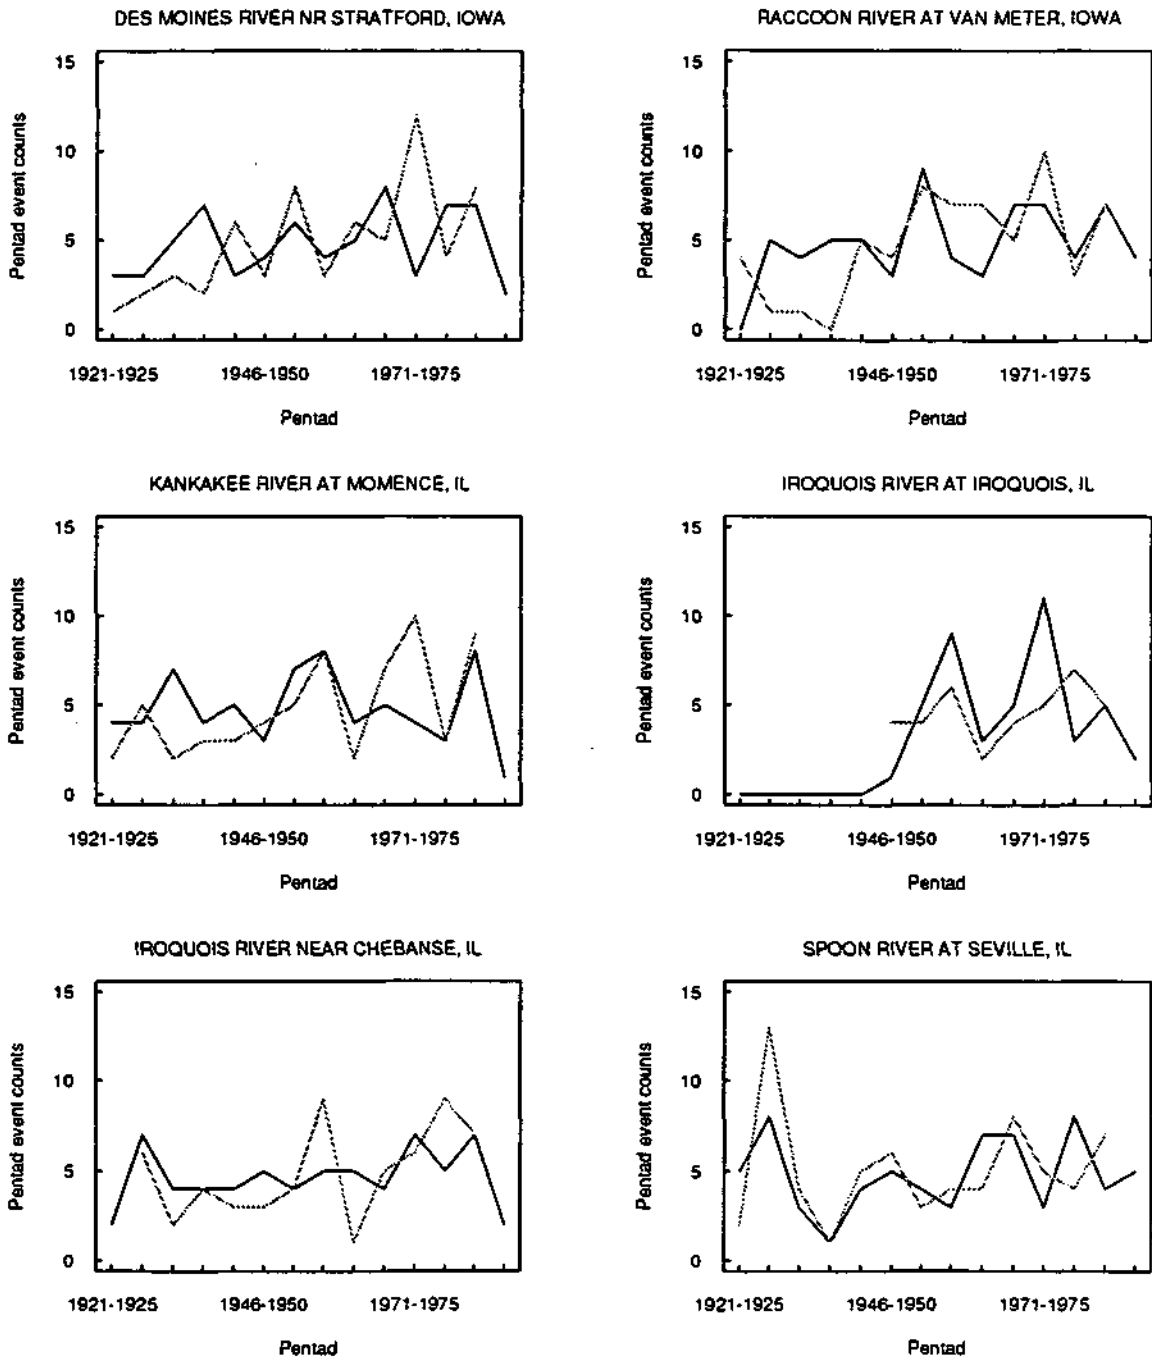 DES MOINES RIVER NR STRATFORD, IOWA
15
10
5
0
Pentad event counts
1921-1925 1946-1950 1971-1975
Pentad
RACCOON RIVER AT VAN METER, IOWA
15
10
5
0
Pentad event counts
1921-1925 1946-1950 1971-1975
Pentad
KANKAKEE RIVER AT MOMENCE, IL
15
10
5
0
Pentad event counts
1921-1925 1946-1950 1971-1975
Pentad
IROQUOIS RIVER AT IROQUOIS, IL
15
10
5
0
Pentad event counts
1921-1925 1946-1950 1971-1975
Pentad
IROQUOIS RIVER NEAR CHEBANSE, IL
15
10
5
0
Pentad event counts
1921-1925 1946-1950 1971-1975
Pentad
SPOON RIVER AT SEVILLE, IL
15
10
5
0
Pentad event counts
1921-1925 1946-1950 1971-1975
Pentad